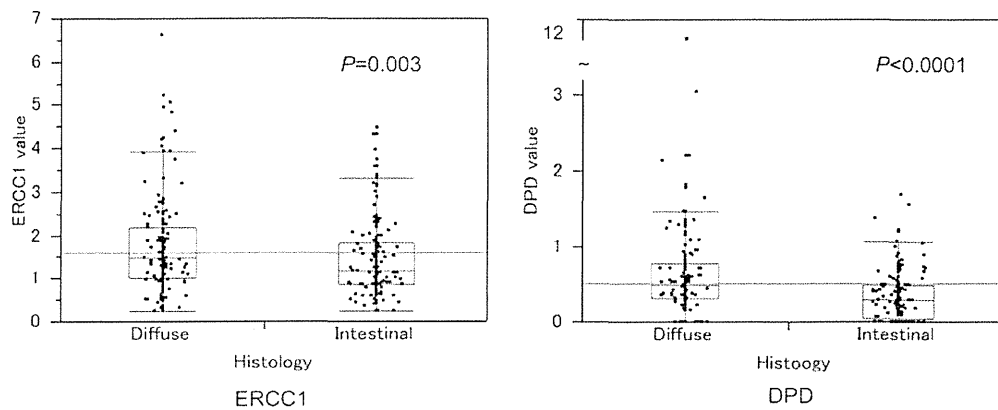 7
6
5
4
3
2
1
0
ERCC1 value
P=0.003
Diffuse
Intestinal
Histology
ERCC1
12
~
3
2
1
0
DPD value
P<0.0001
Diffuse
Intestinal
Histoogy
DPD